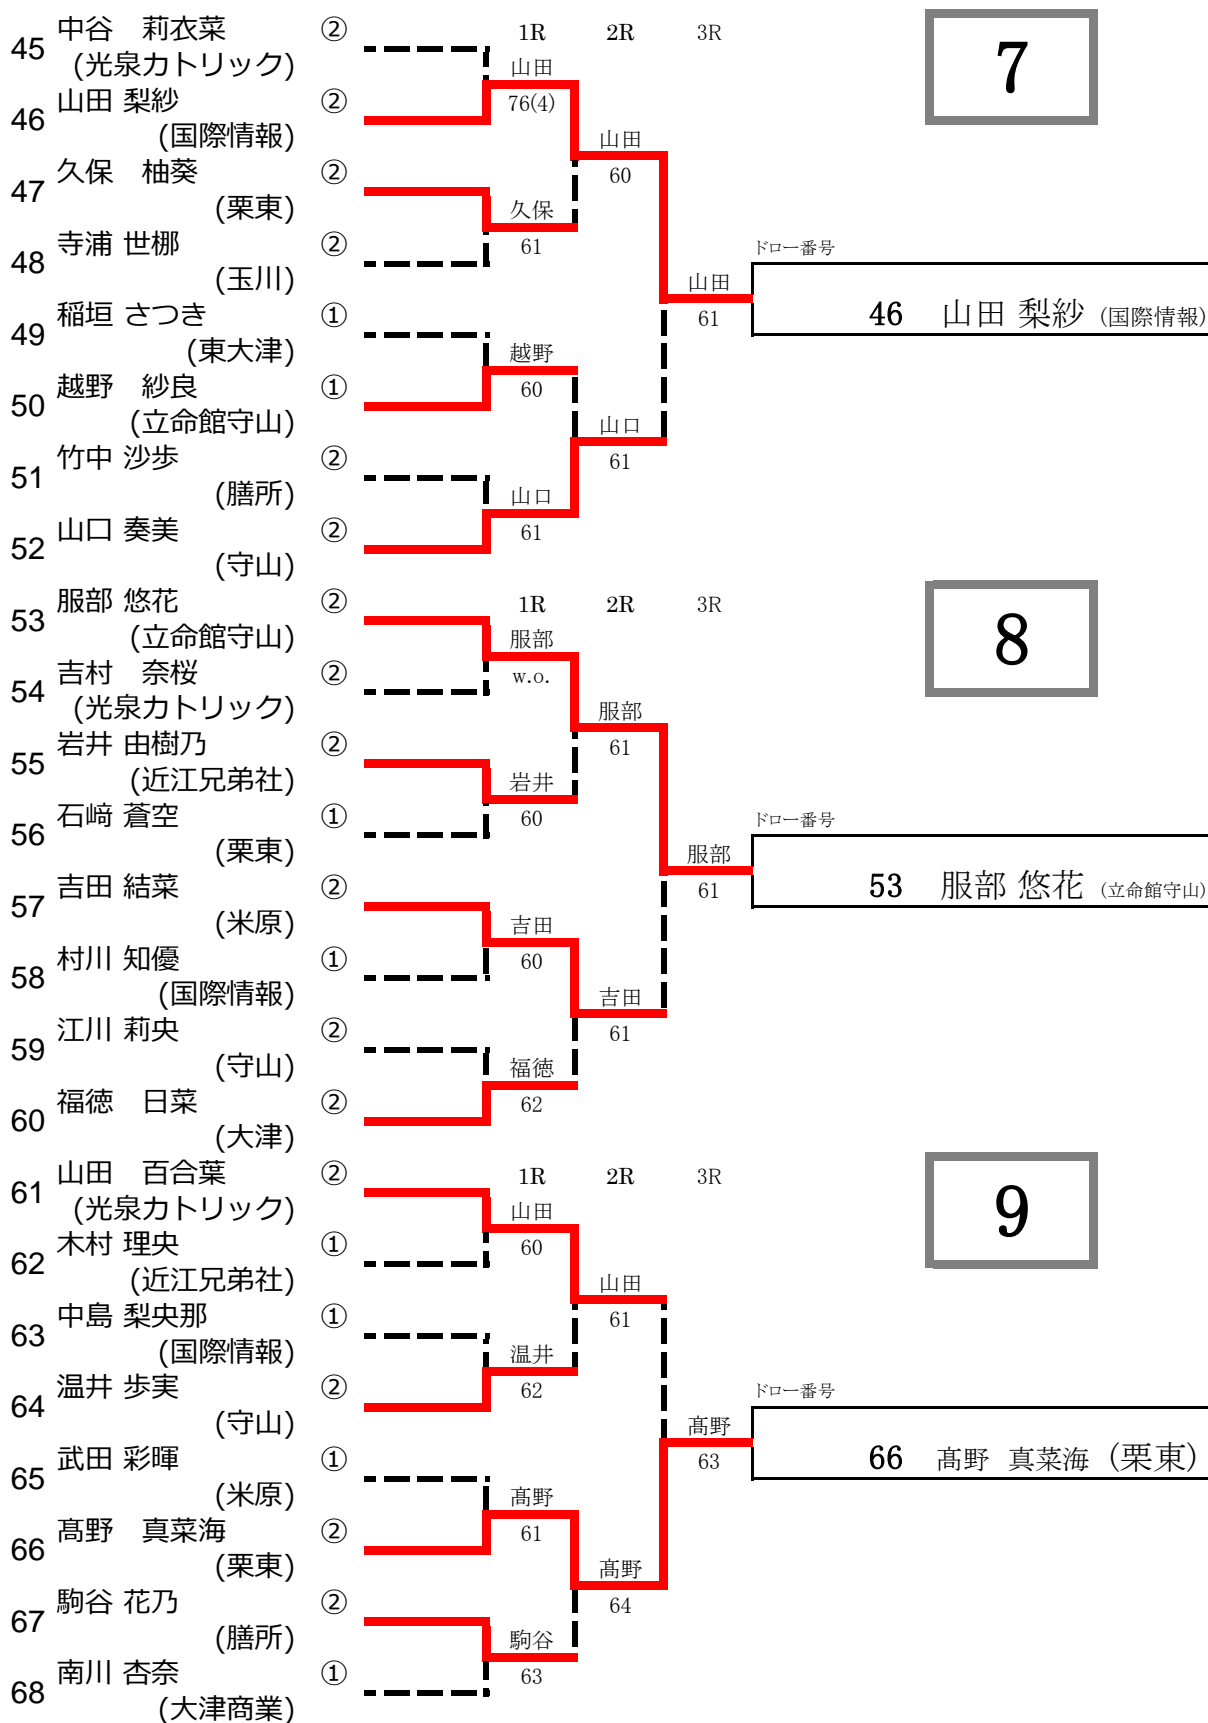 中谷　莉衣菜 ② 1R 2R 3R
45
(光泉カトリック) 山田 7
山田 梨紗 ② 76(4)
46
(国際情報) 山田
久保　柚葵 ② 60
47
(栗東) 久保
寺浦 世梛 ② 61 ドロー番号
48
(玉川) 山田
稲垣 さつき ① 61 46 山田 梨紗 (国際情報)
49
(東大津) 越野
越野　紗良 ① 60
50
(立命館守山) 山口
竹中 沙歩 ② 61
51
(膳所) 山口
山口 奏美 ② 61
52
(守山)
服部 悠花 ② 1R 2R 3R
53
(立命館守山) 服部 8
吉村　奈桜 ② w.o.
54
(光泉カトリック) 服部
岩井 由樹乃 ② 61
55
(近江兄弟社) 岩井
石﨑 蒼空 ① 60 ドロー番号
56
(栗東) 服部
吉田 結菜 ② 61 53 服部 悠花 (立命館守山)
57
(米原) 吉田
村川 知優 ① 60
58
(国際情報) 吉田
江川 莉央 ② 61
59
(守山) 福徳
福徳　日菜 ② 62
60
(大津)
山田　百合葉 ② 1R 2R 3R
61
(光泉カトリック) 山田 9
木村 理央 ① 60
62
(近江兄弟社) 山田
中島 梨央那 ① 61
63
(国際情報) 温井
温井 歩実 ② 62 ドロー番号
64
(守山) 髙野
武田 彩暉 ① 63 66 髙野 真菜海 (栗東)
65
(米原) 髙野
髙野　真菜海 ② 61
66
(栗東) 髙野
駒谷 花乃 ② 64
67
(膳所) 駒谷
南川 杏奈 ① 63
68
(大津商業)